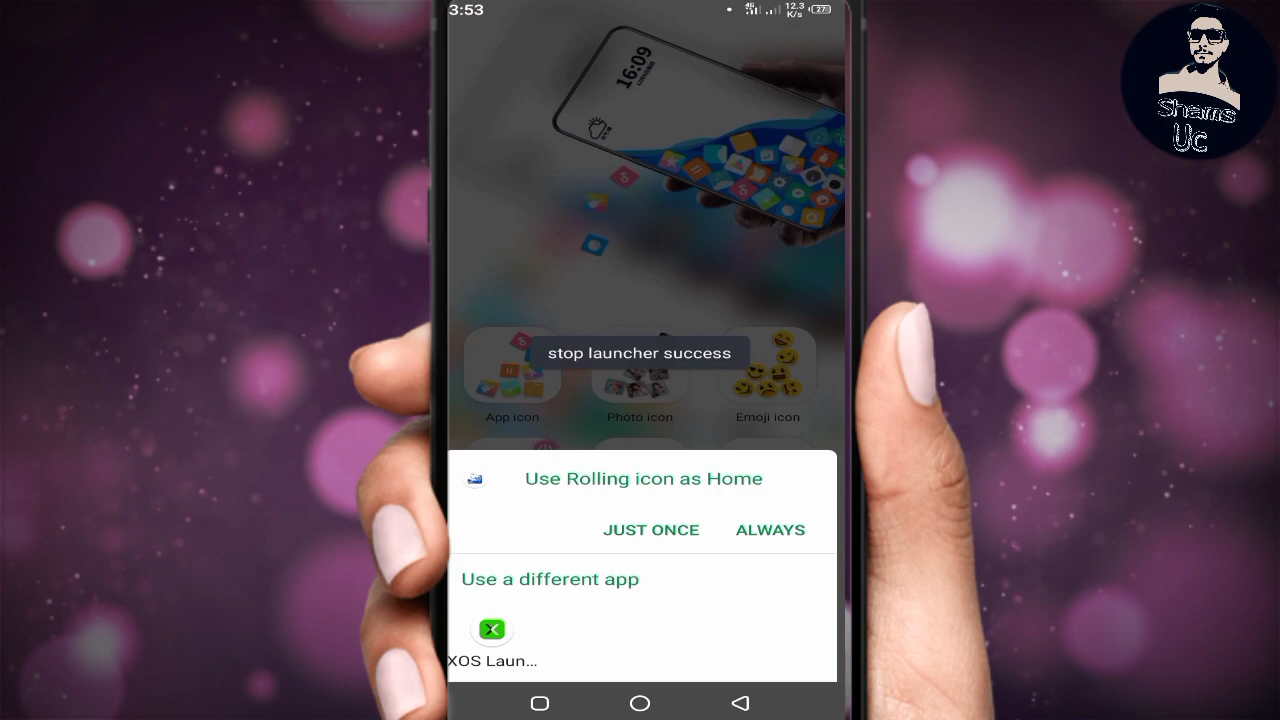 3:53
12.3
K/s
27
16:09
Shams
Uc
stop launcher success
App icon
Photo icon
Emoji icon
Use Rolling icon as Home
JUST ONCE
ALWAYS
Use a different app
XOS Laun...